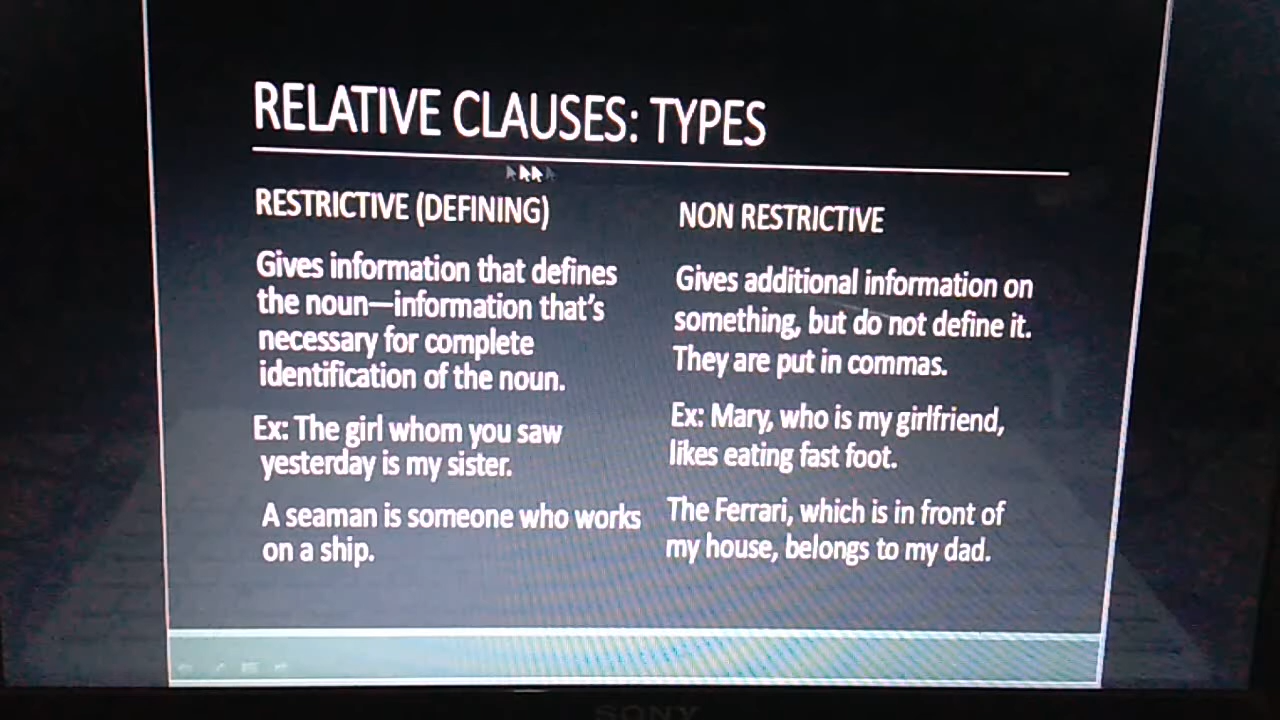 RELATIVE CLAUSES: TYPES
RESTRICTIVE (DEFINING)
Gives information that defines
the noun—information that's
necessary for complete
identification of the noun.
Ex: The girl whom you saw
yesterday is my sister.
A seaman is someone who works
on a ship.
NON RESTRICTIVE
Gives additional information on
something, but do not define it.
They are put in commas.
Ex: Mary, who is my girlfriend,
likes eating fast foot.
The Ferrari, which is in front of
my house, belongs to my dad.
SONY